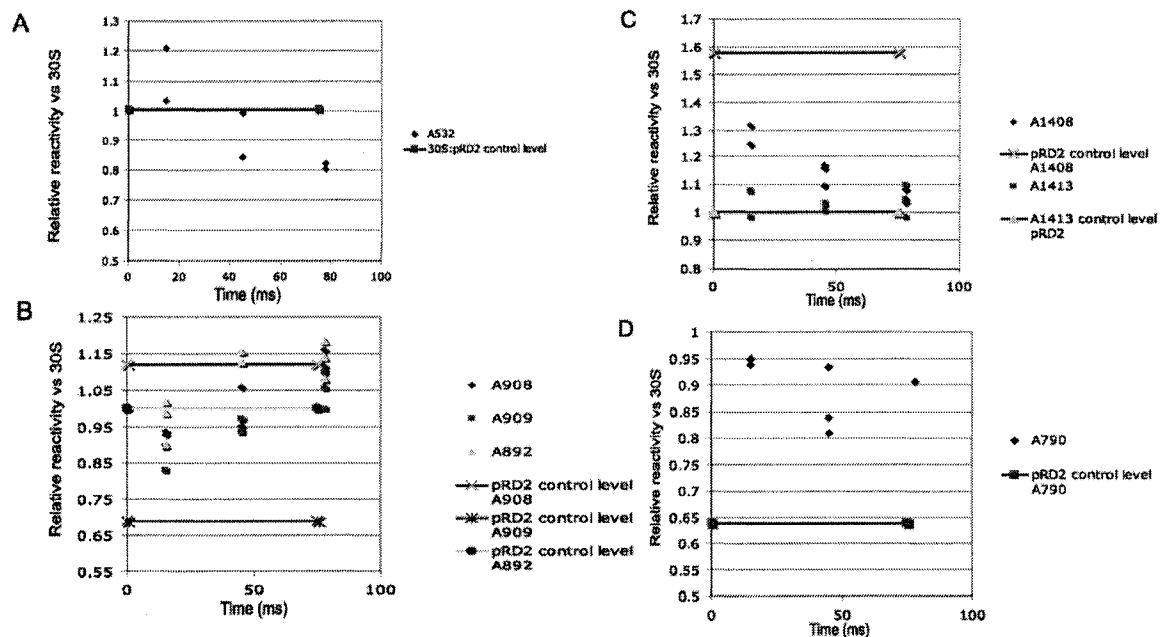 A
Relative reactivity vs 30S
1.3
1.2
1.1
1
0.9
0.8
0.7
0.6
0.5
0
20
40
60
80
100
Time (ms)
A532
30S:pRD2 control level
B
Relative reactivity vs 30S
1.25
1.15
1.05
0.95
0.85
0.75
0.65
0.55
0
50
100
Time (ms)
A908
A909
A892
pRD2 control level
A908
pRD2 control level
A909
pRD2 control level
A892
C
Relative reactivity vs 30S
1.7
1.6
1.5
1.4
1.3
1.2
1.1
1
0.9
0.8
0
50
100
Time (ms)
A1408
pRD2 control level
A1408
A1413
A1413 control level
pRD2
D
Relative reactivity vs 30S
1
0.95
0.9
0.85
0.8
0.75
0.7
0.65
0.6
0.55
0.5
0
50
100
Time (ms)
A790
pRD2 control level
A790